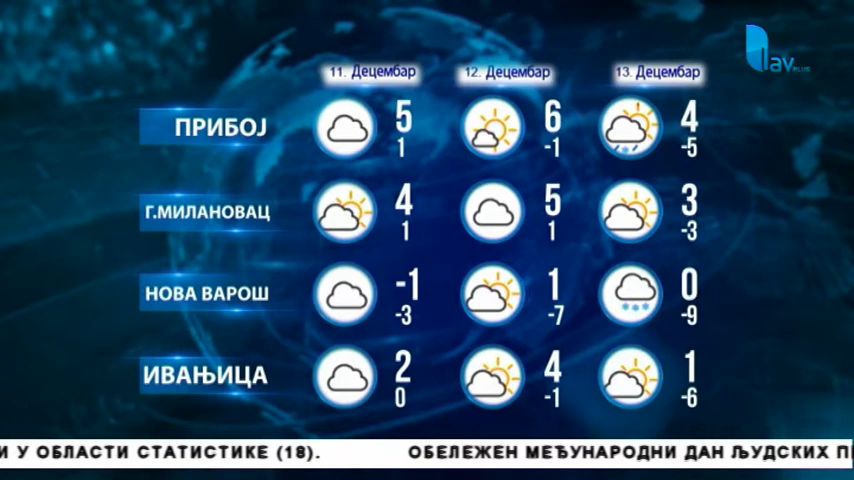 lav
PLUS
11. Децембар 12. Децембар 13. Децембар
ПРИБОЈ 5 1 6 -1 4 -5
Г.МИЛАНОВАЦ 4 1 5 1 3 -3
НОВА ВАРОШ -1 -3 1 -7 0 -9
ИВАЊИЦА 2 0 4 -1 1 -6
И У ОБЛАСТИ СТАТИСТИКЕ (18). ОБЕЛЕЖЕН МЕЂУНАРОДНИ ДАН ЉУДСКИХ